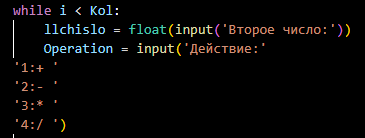 while i < Kol:
llchislo = float(input('Второе число:'))
Operation = input('Действие:'
'1:+ '
'2:- '
'3:* '
'4:/ ')